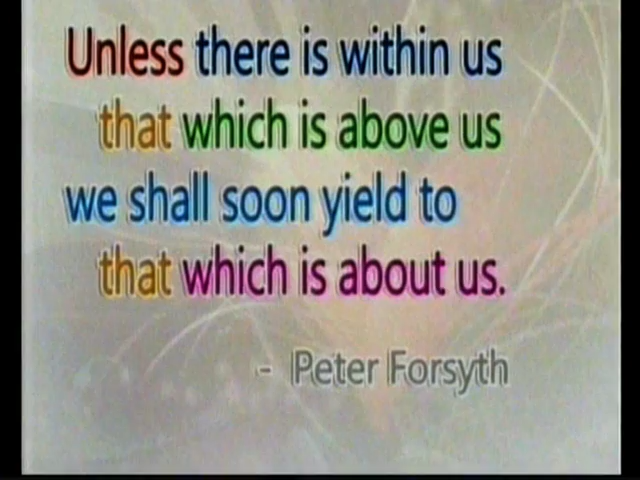 Unless there is within us
that which is above us
we shall soon yield to
that which is about us.
- Peter Forsyth